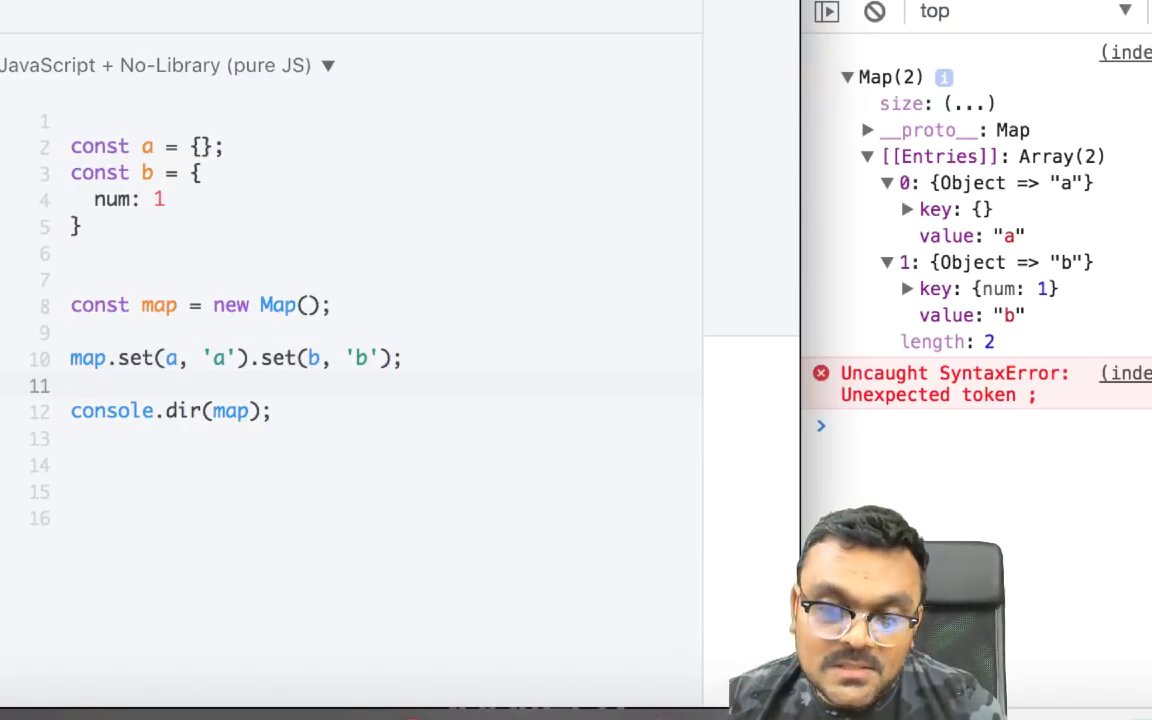 JavaScript + No-Library (pure JS) ▼
1
2 const a = {};
3 const b = {
4 num: 1
5 }
6
7
8 const map = new Map();
9
10 map.set(a, 'a').set(b, 'b');
11
12 console.dir(map);
13
14
15
16
top ▼
(inde
▼Map(2) i
size: (...)
▶__proto__: Map
▼[[Entries]]: Array(2)
▼0: {Object => "a"}
▶key: {}
value: "a"
▼1: {Object => "b"}
▶key: {num: 1}
value: "b"
length: 2
Uncaught SyntaxError: (inde
Unexpected token ;
>